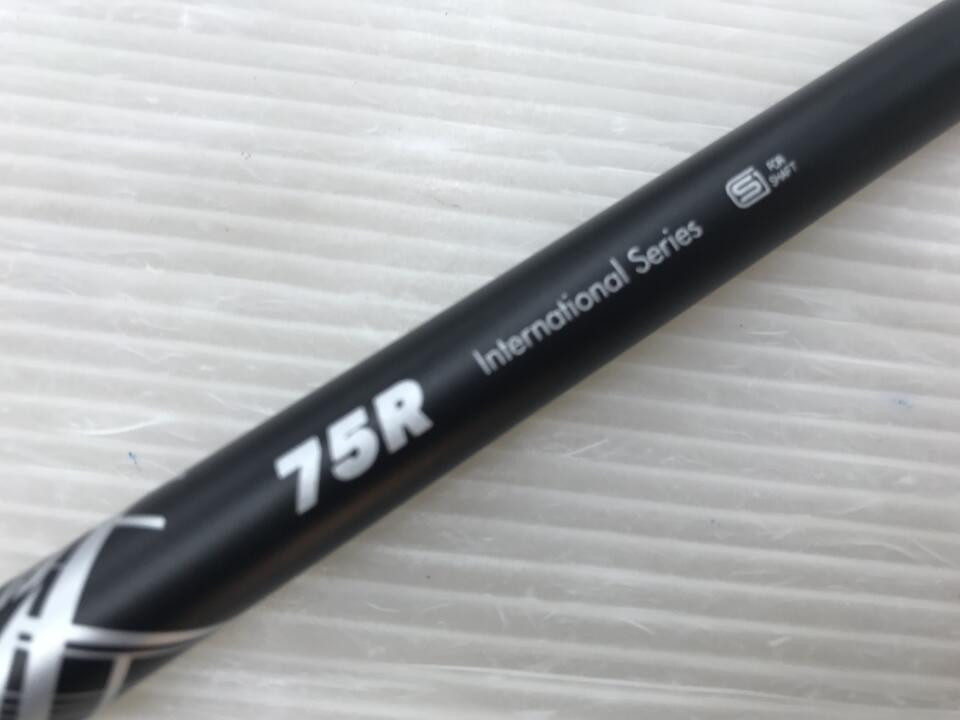 75R
International Series
S
FOR
SHAFT